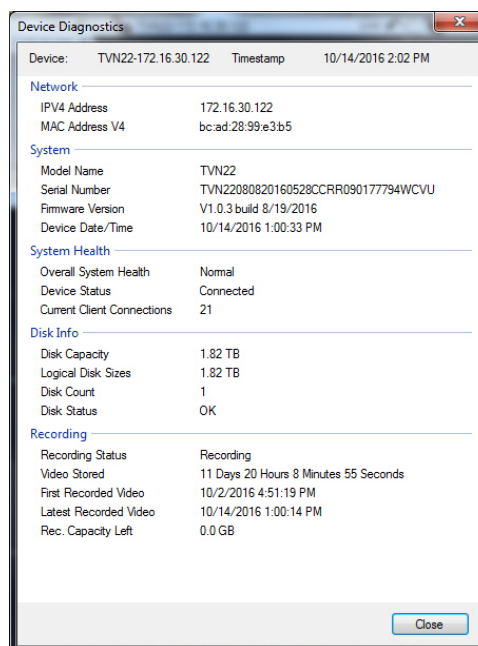 Device Diagnostics
Device: TVN22-172.16.30.122 Timestamp 10/14/2016 2:02 PM
Network
IPV4 Address 172.16.30.122
MAC Address V4 bc:ad:28:99:e3:b5
System
Model Name TVN22
Serial Number TVN22080820160528CCRR090177794WCVU
Firmware Version V1.0.3 build 8/19/2016
Device Date/Time 10/14/2016 1:00:33 PM
System Health
Overall System Health Normal
Device Status Connected
Current Client Connections 21
Disk Info
Disk Capacity 1.82 TB
Logical Disk Sizes 1.82 TB
Disk Count 1
Disk Status OK
Recording
Recording Status Recording
Video Stored 11 Days 20 Hours 8 Minutes 55 Seconds
First Recorded Video 10/2/2016 4:51:19 PM
Latest Recorded Video 10/14/2016 1:00:14 PM
Rec. Capacity Left 0.0 GB
Close